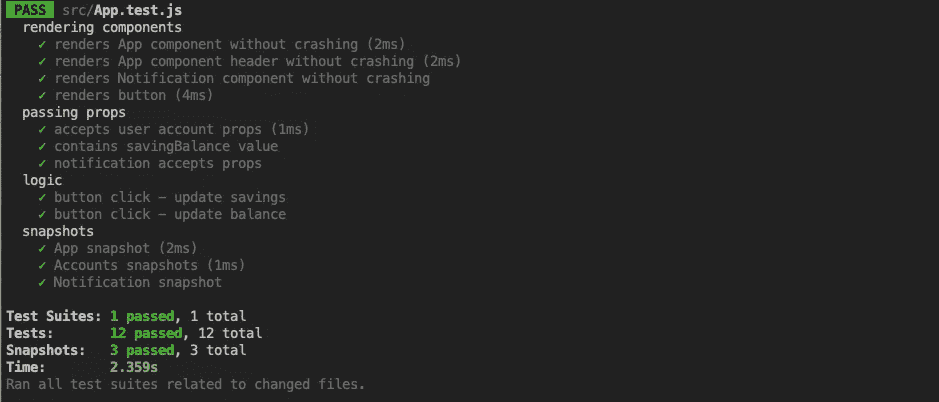 PASS src/App.test.js
rendering components
✓ renders App component without crashing (2ms)
✓ renders App component header without crashing (2ms)
✓ renders Notification component without crashing
✓ renders button (4ms)
passing props
✓ accepts user account props (1ms)
✓ contains savingBalance value
✓ notification accepts props
logic
✓ button click – update savings
✓ button click – update balance
snapshots
✓ App snapshot (2ms)
✓ Accounts snapshots (1ms)
✓ Notification snapshot
Test Suites: 1 passed, 1 total
Tests: 12 passed, 12 total
Snapshots: 3 passed, 3 total
Time: 2.359s
Ran all test suites related to changed files.